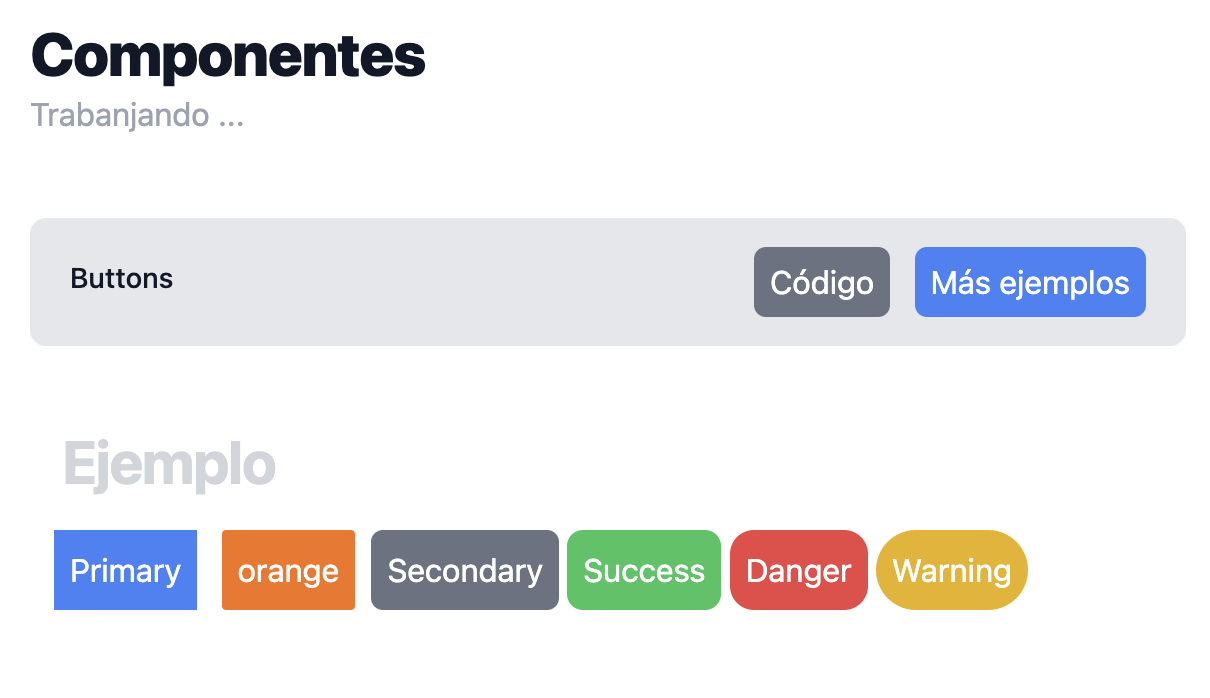 Componentes
Trabanjando ...
Buttons Código Más ejemplos
Ejemplo
Primary orange Secondary Success Danger Warning